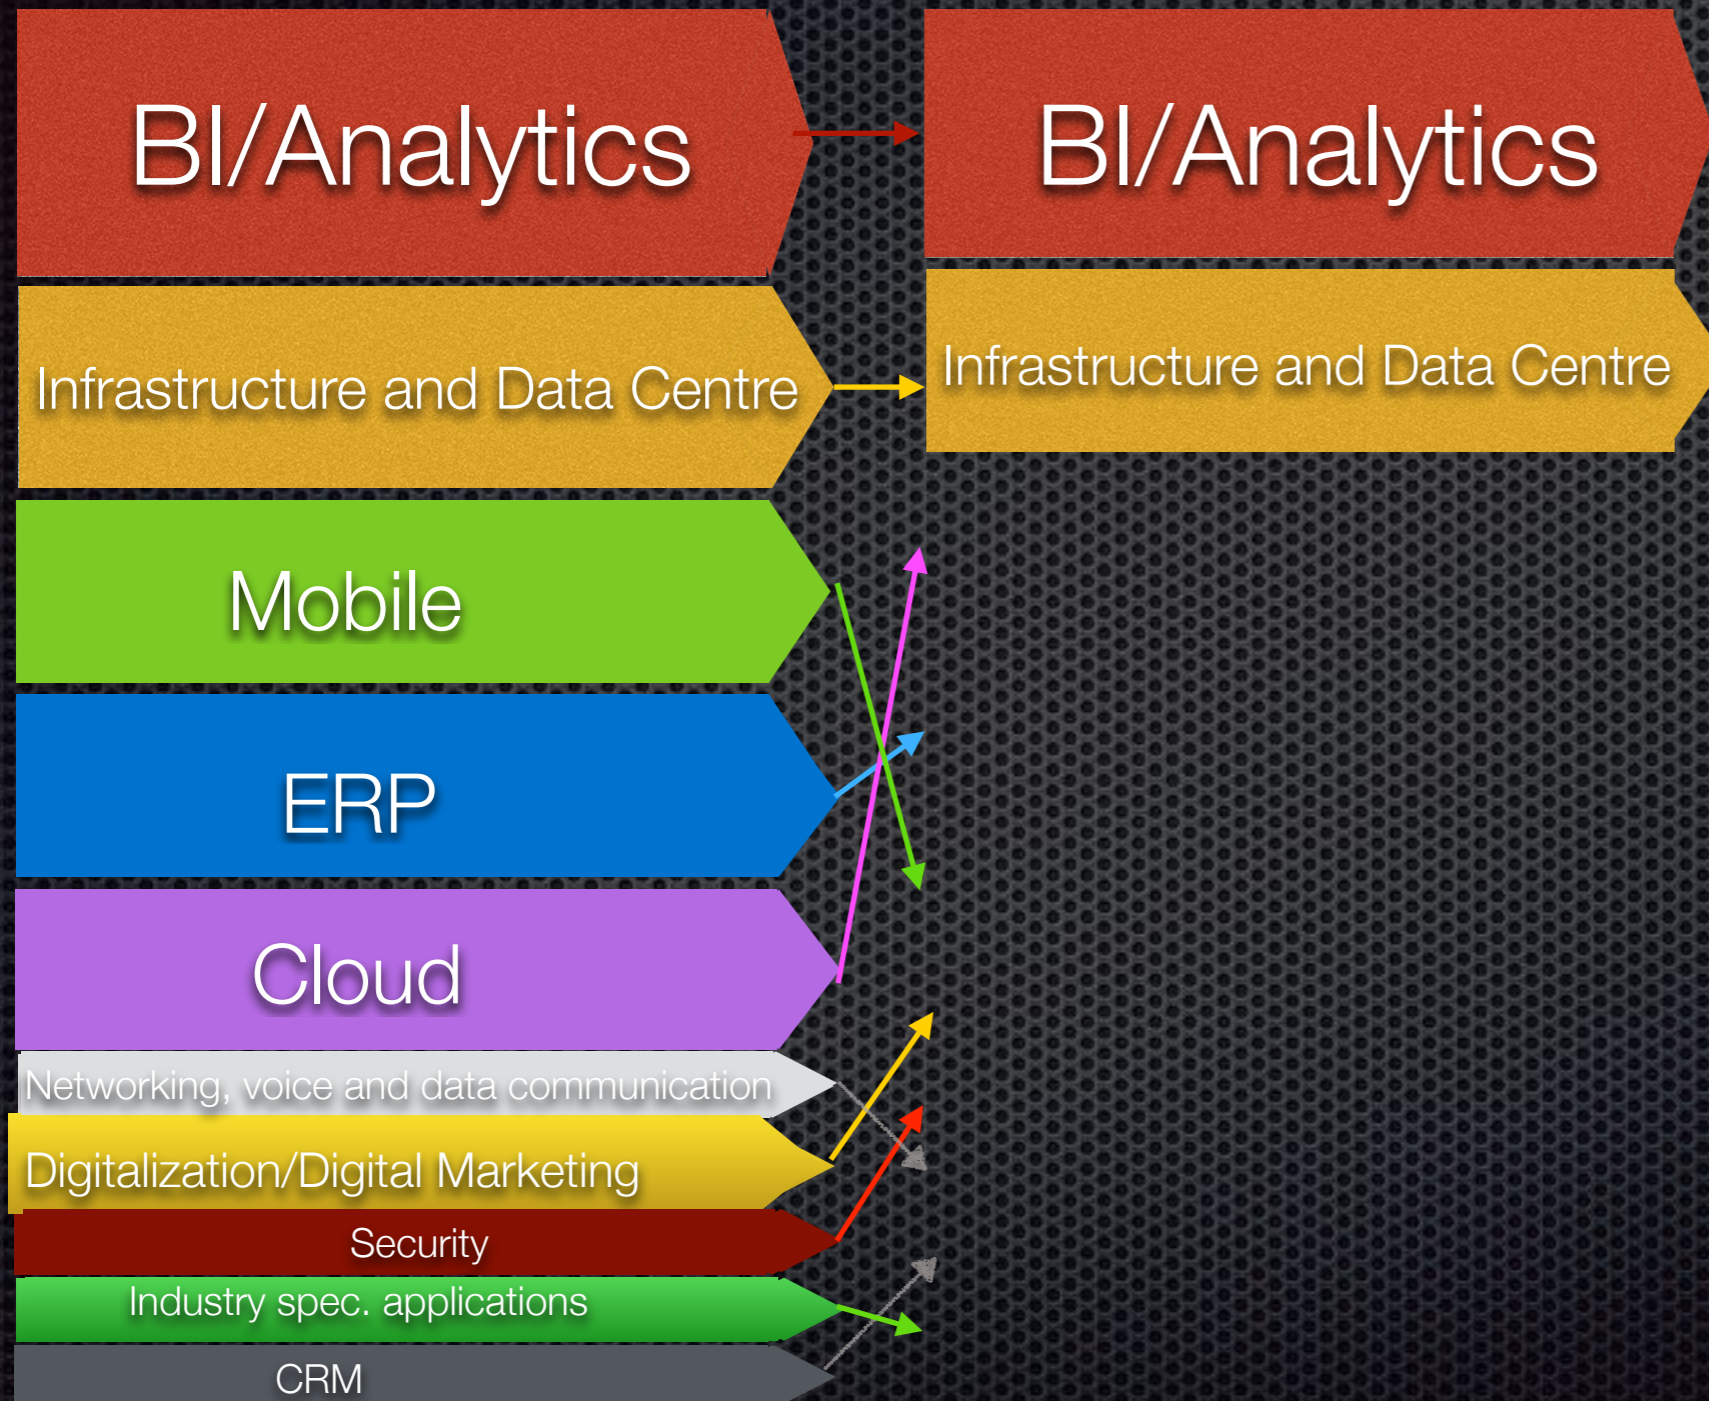 BI/Analytics
Infrastructure and Data Centre
Mobile
ERP
Cloud
Networking, voice and data communication
Digitalization/Digital Marketing
Security
Industry spec. applications
CRM
BI/Analytics
Infrastructure and Data Centre